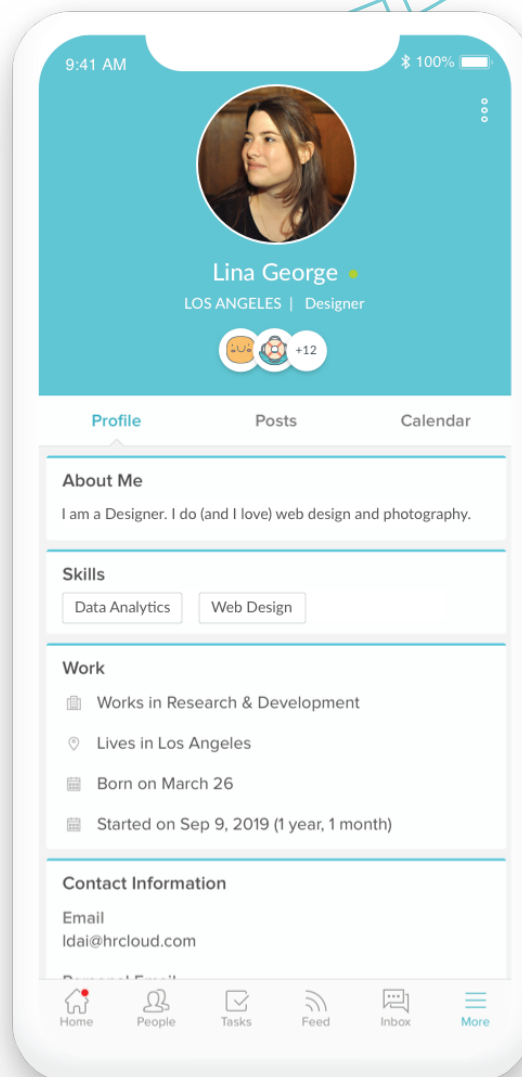 9:41 AM 100%
Lina George
LOS ANGELES | Designer
+12
Profile Posts Calendar
About Me
I am a Designer. I do (and I love) web design and photography.
Skills
Data Analytics Web Design
Work
Works in Research & Development
Lives in Los Angeles
Born on March 26
Started on Sep 9, 2019 (1 year, 1 month)
Contact Information
Email
ldai@hrcloud.com
Personal Email
Home People Tasks Feed Inbox More